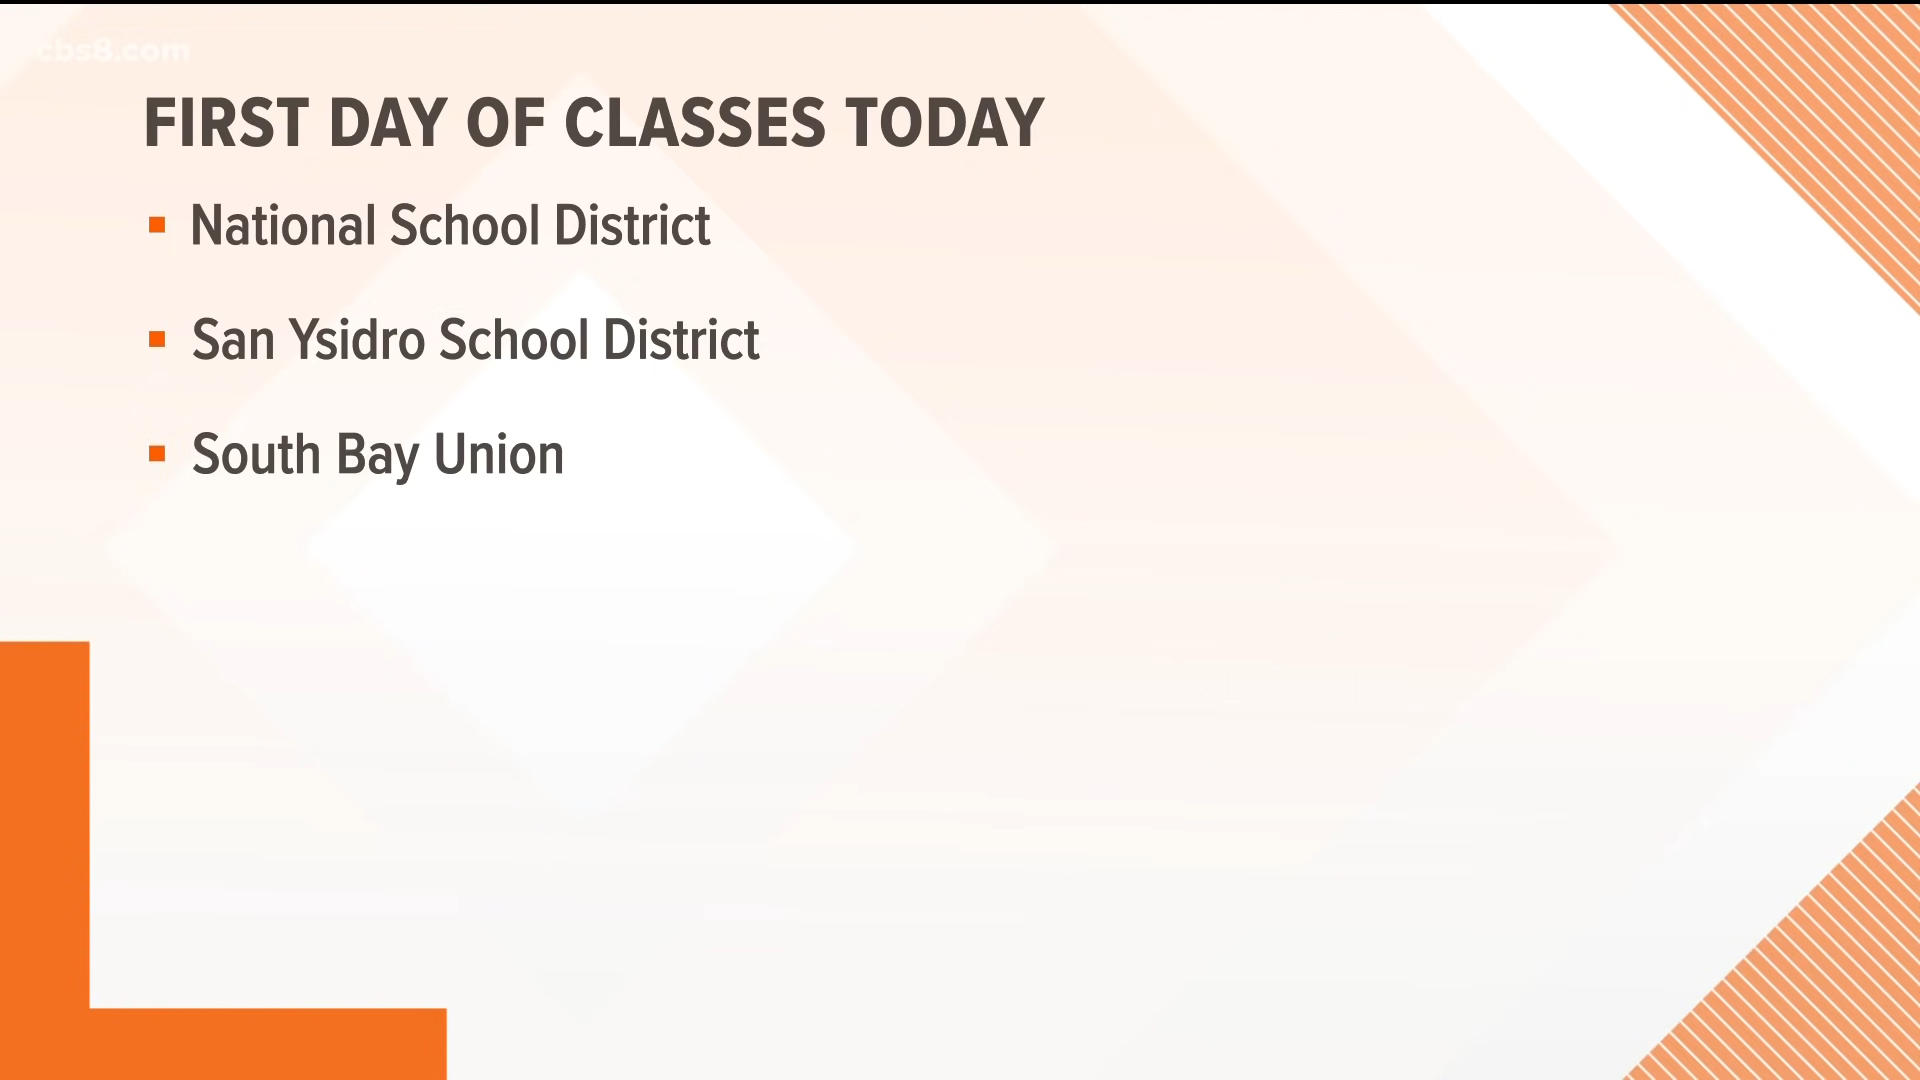 cbs8.com
FIRST DAY OF CLASSES TODAY
National School District
San Ysidro School District
South Bay Union